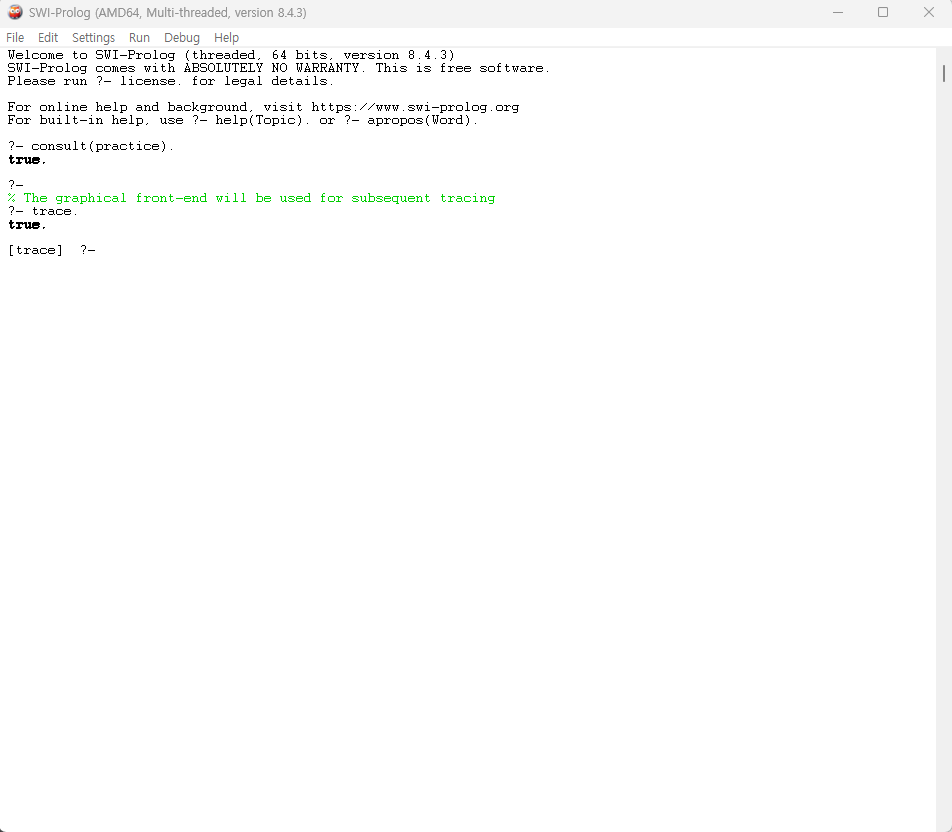 SWI-Prolog (AMD64, Multi-threaded, version 8.4.3)
File Edit Settings Run Debug Help
Welcome to SWI-Prolog (threaded, 64 bits, version 8.4.3)
SWI-Prolog comes with ABSOLUTELY NO WARRANTY. This is free software.
Please run ?- license. for legal details.
For online help and background, visit https://www.swi-prolog.org
For built-in help, use ?- help(Topic). or ?- apropos(Word).
?- consult(practice).
true.
?-
% The graphical front-end will be used for subsequent tracing
?- trace.
true.
[trace]  ?-